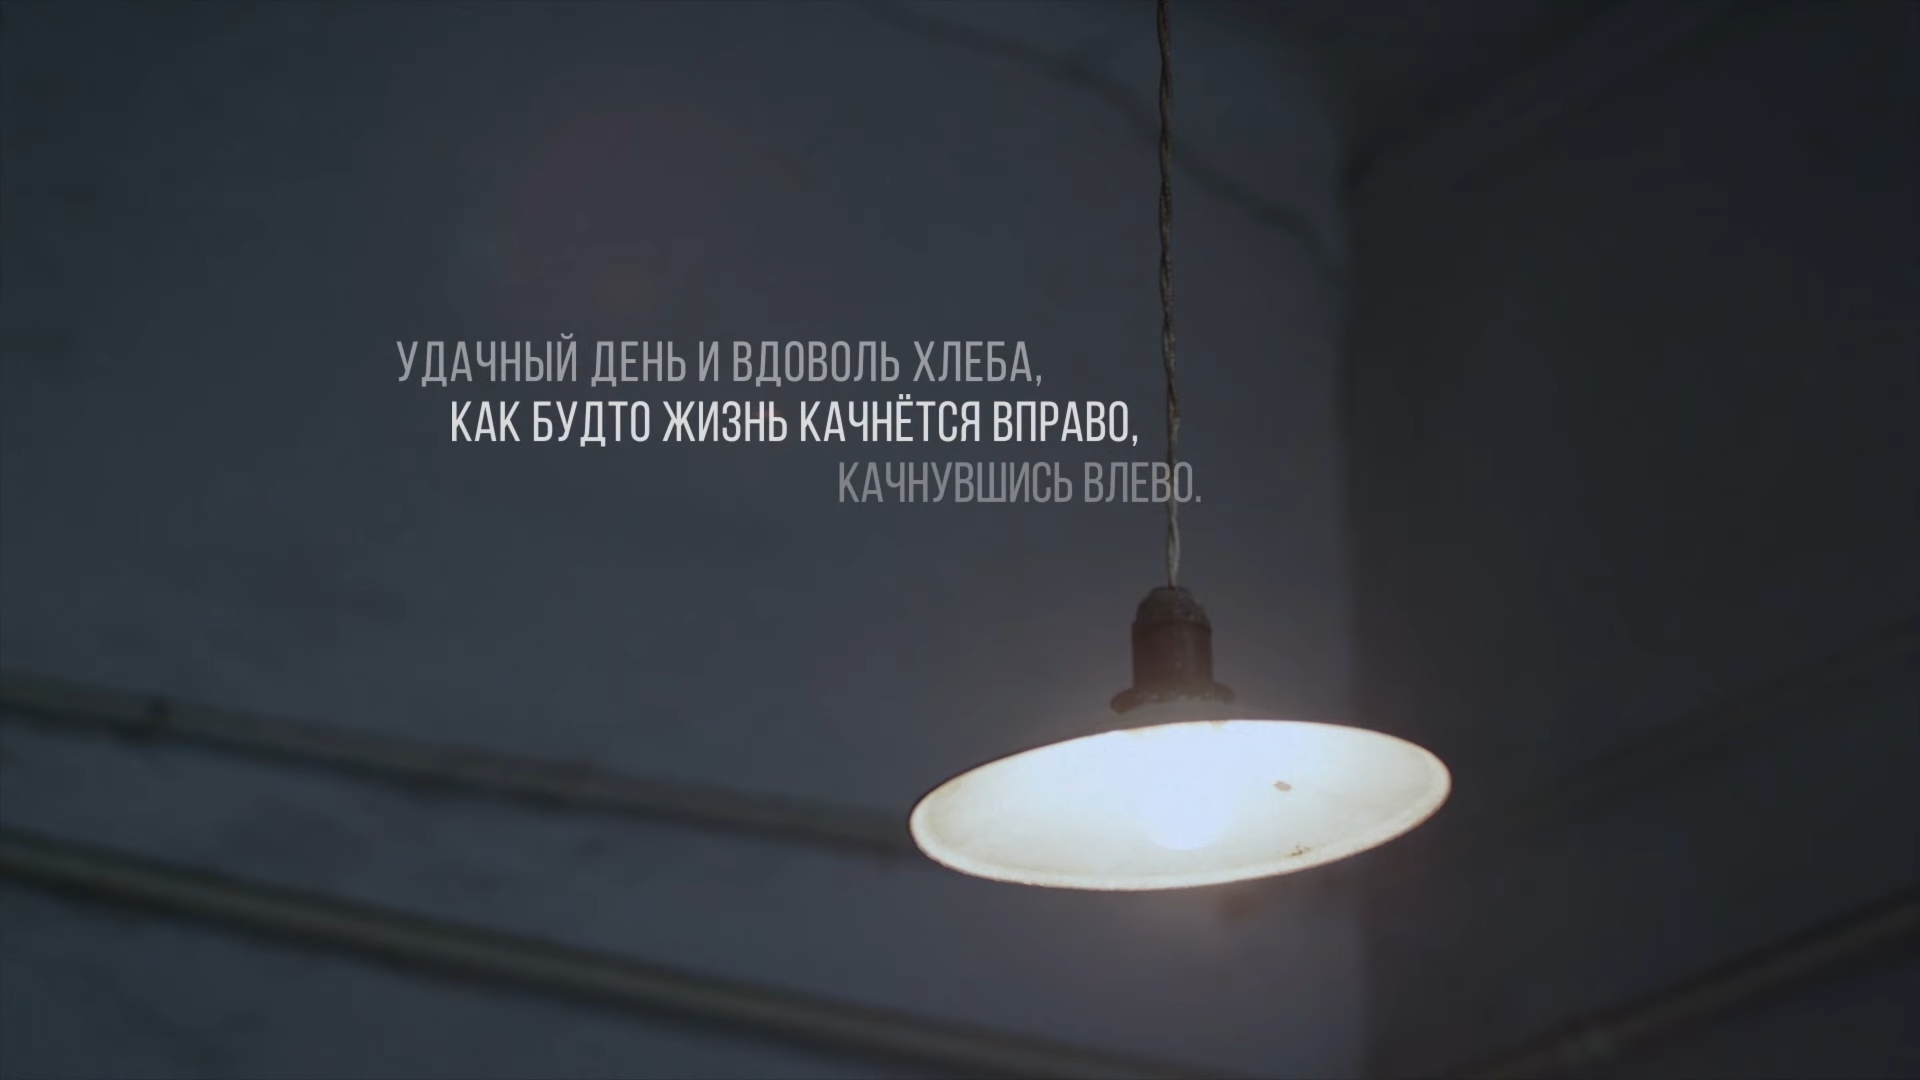 УДАЧНЫЙ ДЕНЬ И ВДОВОЛЬ ХЛЕБА,
КАК БУДТО ЖИЗНЬ КАЧНЁТСЯ ВПРАВО,
КАЧНУВШИСЬ ВЛЕВО.